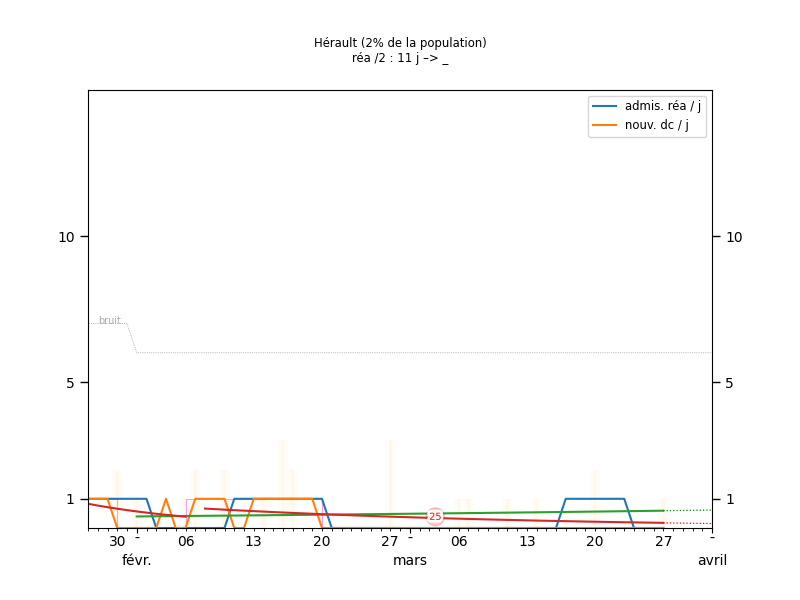 Hérault (2% de la population)
réa /2 : 11 j –> _
admis. réa / j
nouv. dc / j
10 10
bruit
5 5
1 1
25
30 - 06 13 20 27 - 06 13 20 27 -
févr. mars avril